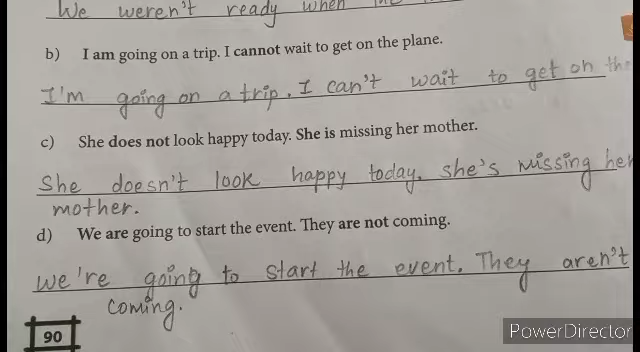 We weren't ready when
b) I am going on a trip. I cannot wait to get on the plane.
I'm going on a trip. I can't wait to get on the
c) She does not look happy today. She is missing her mother.
She doesn't look happy today. she's missing her
mother.
d) We are going to start the event. They are not coming.
we're going to start the event. They aren't
coming.
90
PowerDirector